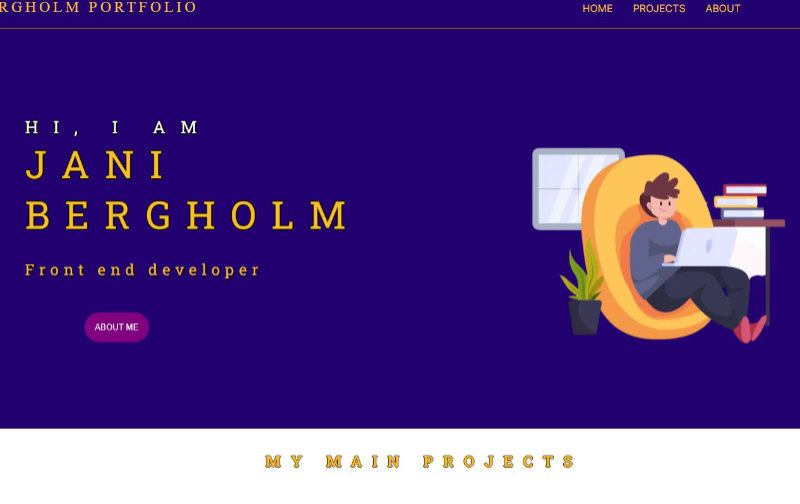 RGHOLM PORTFOLIO
HOME PROJECTS ABOUT
HI, I AM
JANI
BERGHOLM
Front end developer
ABOUT ME
MY MAIN PROJECTS